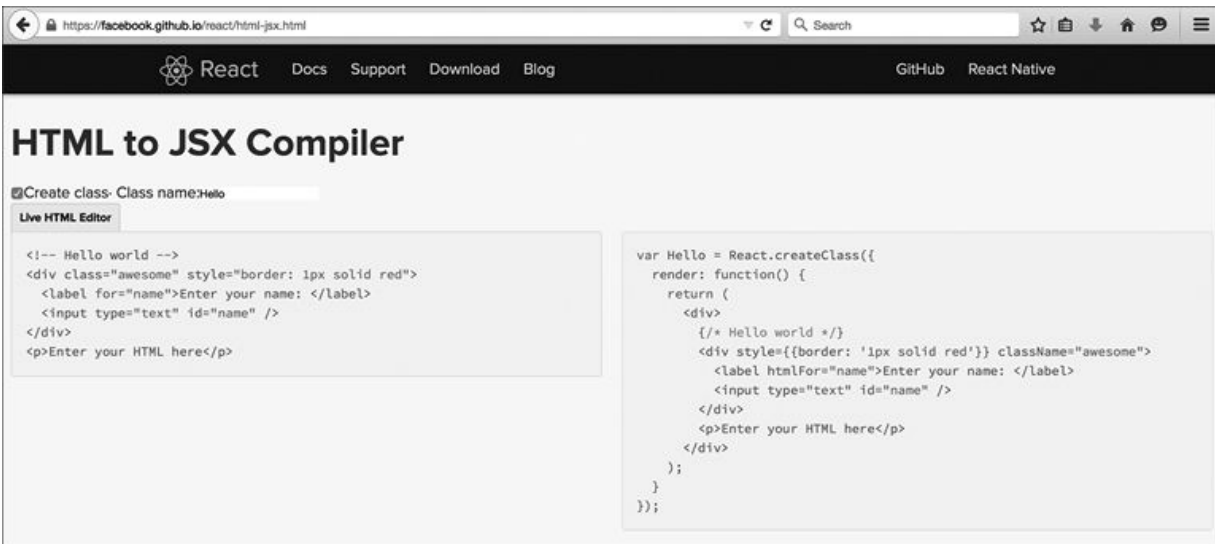 https://facebook.github.io/react/html-jsx.html
Search
React Docs Support Download Blog GitHub React Native
HTML to JSX Compiler
Create class· Class name:Hello
Live HTML Editor
<!-- Hello world -->
<div class="awesome" style="border: 1px solid red">
  <label for="name">Enter your name: </label>
  <input type="text" id="name" />
</div>
<p>Enter your HTML here</p>
var Hello = React.createClass({
  render: function() {
    return (
      <div>
        {/* Hello world */}
        <div style={{border: '1px solid red'}} className="awesome">
          <label htmlFor="name">Enter your name: </label>
          <input type="text" id="name" />
        </div>
        <p>Enter your HTML here</p>
      </div>
    );
  }
});